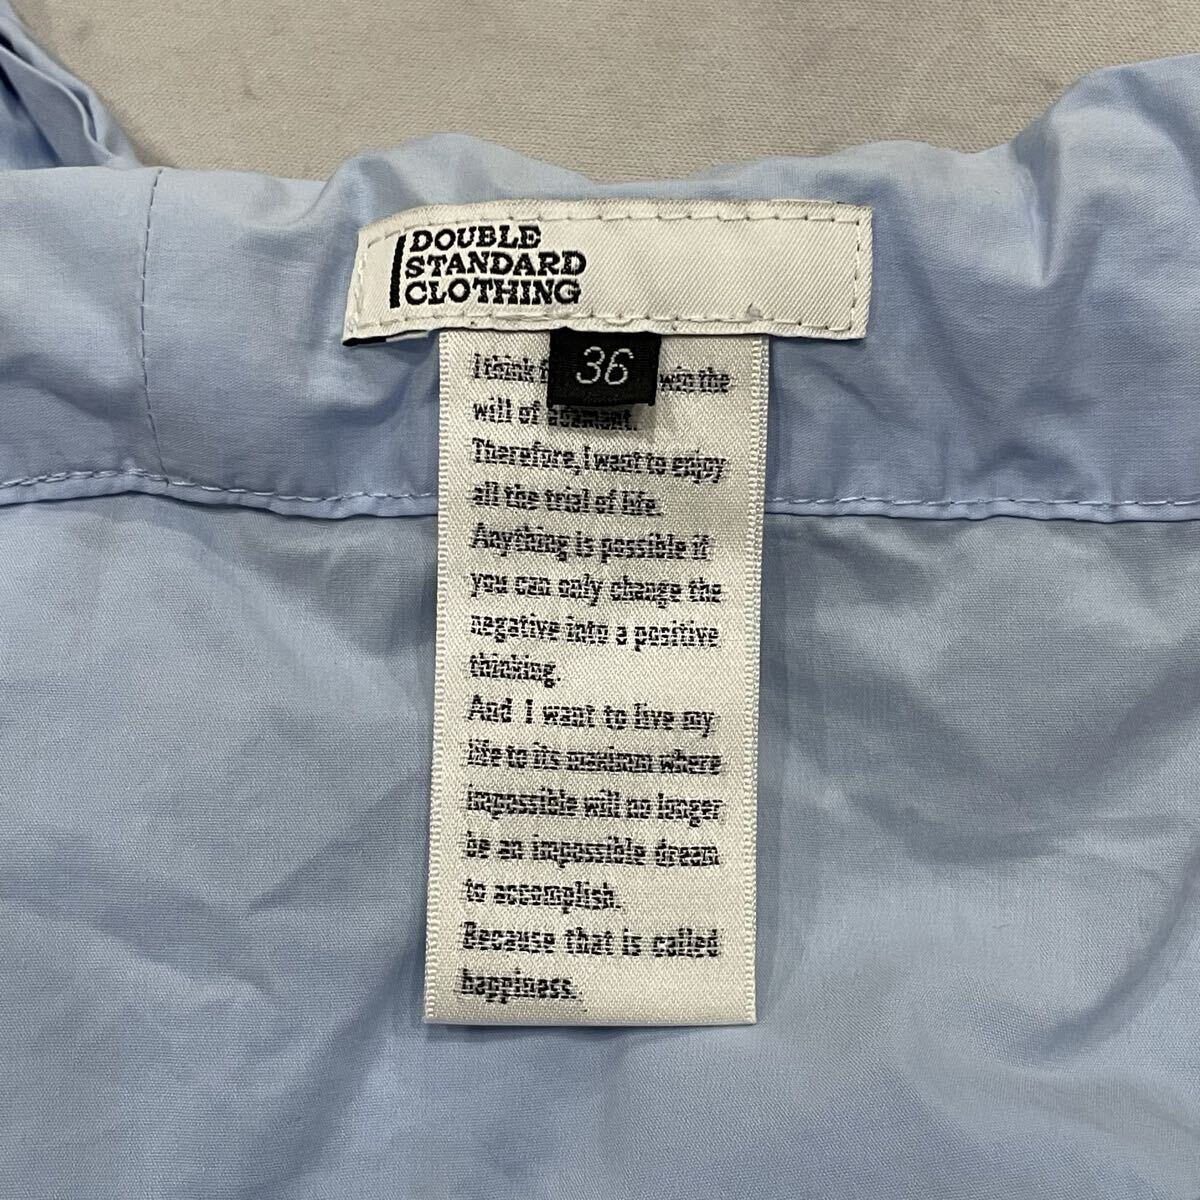 DOUBLE
STANDARD
CLOTHING
36
I think win the
will of adamant.
Therefore, I want to enjoy
all the trial of life.
Anything is possible if
you can only change the
negative into a positive
thinking.
And I want to live my
life to its maximum where
impossible will no longer
be an impossible dream
to accomplish.
Because that is called
happiness.